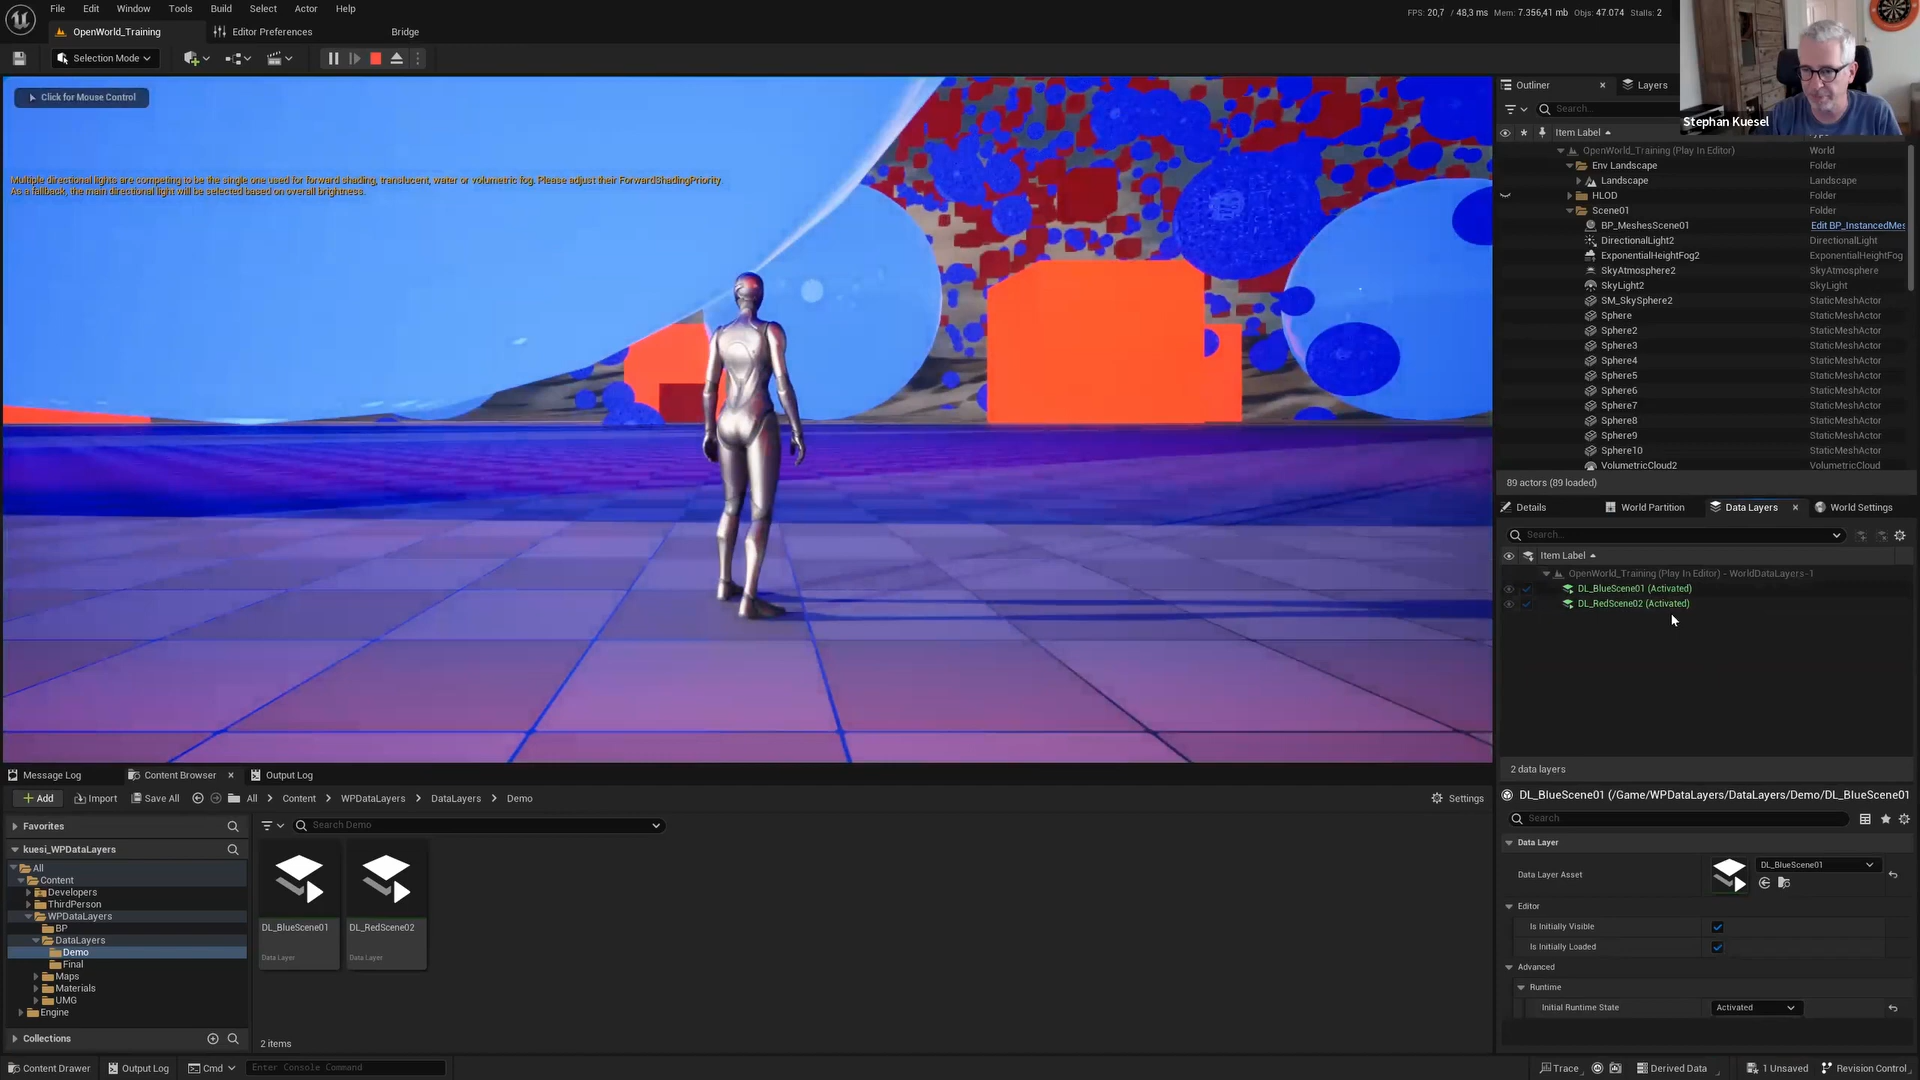 File Edit Window Tools Build Select Actor Help
FPS: 20,7 / 48,3 ms Mem: 7.356,41 mb Objs: 47.074 Stalls: 2
OpenWorld_Training Editor Preferences Bridge
Selection Mode
Click for Mouse Control
Multiple directional lights are competing to be the single one used for forward shading, translucent, water or volumetric fog. Please adjust their ForwardShadingPriority.
As a fallback, the main directional light will be selected based on overall brightness.
Stephan Kuesel
Outliner Layers
Search...
Item Label
OpenWorld_Training (Play In Editor) World
Env Landscape Folder
Landscape Landscape
HLOD Folder
Scene01 Folder
BP_MeshesScene01 Edit BP_InstancedMes
DirectionalLight2 DirectionalLight
ExponentialHeightFog2 ExponentialHeightFog
SkyAtmosphere2 SkyAtmosphere
SkyLight2 SkyLight
SM_SkySphere2 StaticMeshActor
Sphere StaticMeshActor
Sphere2 StaticMeshActor
Sphere3 StaticMeshActor
Sphere4 StaticMeshActor
Sphere5 StaticMeshActor
Sphere6 StaticMeshActor
Sphere7 StaticMeshActor
Sphere8 StaticMeshActor
Sphere9 StaticMeshActor
Sphere10 StaticMeshActor
VolumetricCloud2 VolumetricCloud
89 actors (89 loaded)
Details World Partition Data Layers World Settings
Search...
Item Label
OpenWorld_Training (Play In Editor) - WorldDataLayers-1
DL_BlueScene01 (Activated)
DL_RedScene02 (Activated)
2 data layers
DL_BlueScene01 (/Game/WPDataLayers/DataLayers/Demo/DL_BlueScene01
Search
Data Layer
Data Layer Asset DL_BlueScene01
Editor
Is Initially Visible
Is Initially Loaded
Advanced
Runtime
Initial Runtime State Activated
Message Log Content Browser Output Log
Add Import Save All All Content WPDataLayers DataLayers Demo Settings
Favorites
Search Demo
kuesi_WPDataLayers
All
Content
Developers
ThirdPerson
WPDataLayers
BP
DataLayers
Demo
Final
Maps
Materials
UMG
Engine
Collections
DL_BlueScene01 DL_RedScene02
Data Layer Data Layer
2 items
Content Drawer Output Log Cmd Enter Console Command Trace Derived Data 1 Unsaved Revision Control